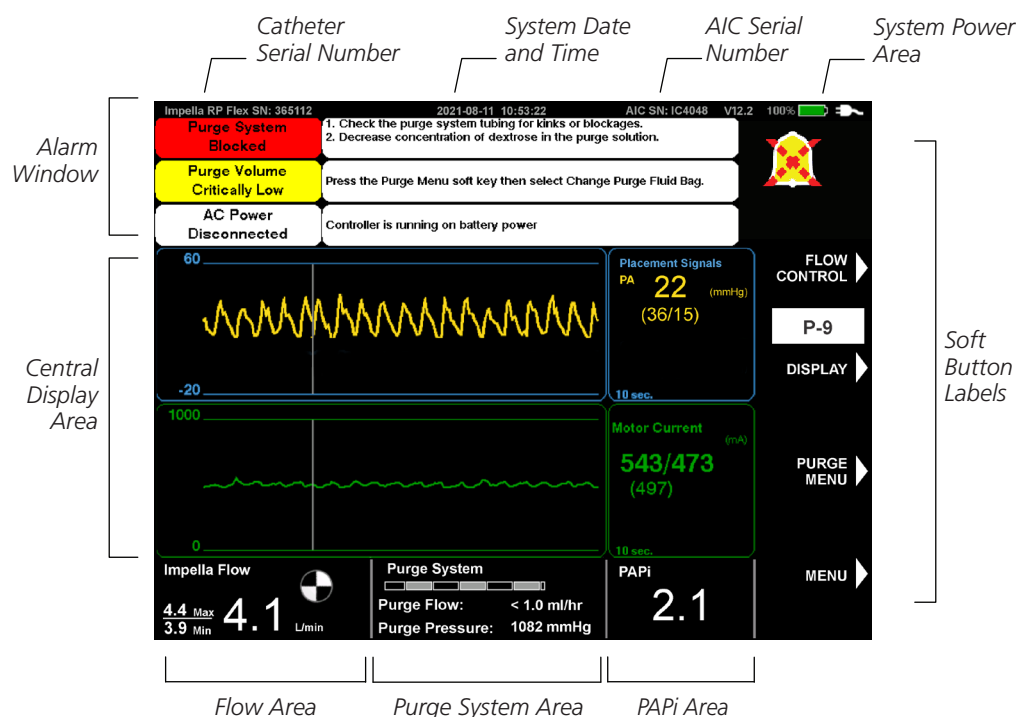 Catheter
Serial Number
System Date
and Time
AIC Serial
Number
System Power
Area
Impella RP Flex SN: 365112
2021-08-11 10:53:22
AIC SN: IC4048
V12.2
100%
Alarm
Window
Purge System
Blocked
1. Check the purge system tubing for kinks or blockages.
2. Decrease concentration of dextrose in the purge solution.
Purge Volume
Critically Low
Press the Purge Menu soft key then select Change Purge Fluid Bag.
AC Power
Disconnected
Controller is running on battery power
Central
Display
Area
60
-20
Placement Signals
PA
22
(mmHg)
(36/15)
10 sec.
1000
0
Motor Current
(mA)
543/473
(497)
10 sec.
FLOW
CONTROL
P-9
DISPLAY
PURGE
MENU
MENU
Soft
Button
Labels
Impella Flow
4.4 Max
3.9 Min
4.1
L/min
Purge System
Purge Flow: < 1.0 ml/hr
Purge Pressure: 1082 mmHg
PAPi
2.1
Flow Area
Purge System Area
PAPi Area